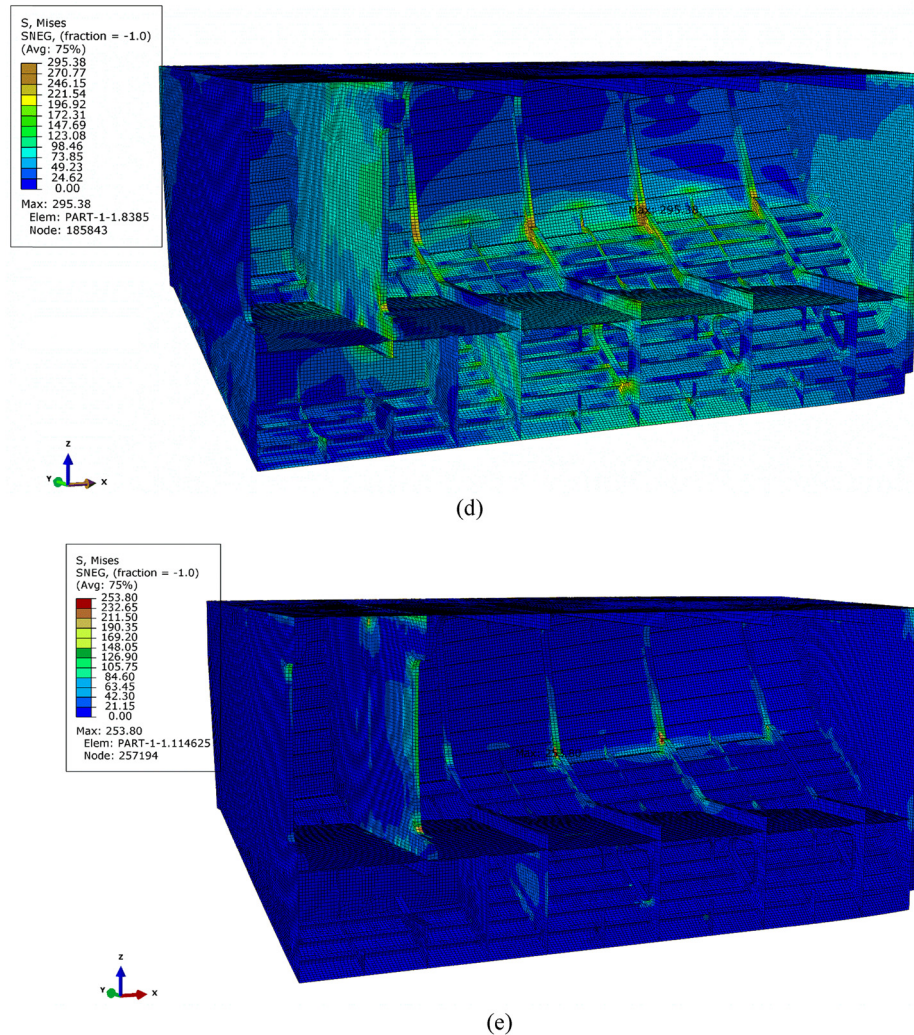 S, Mises
SNEG, (fraction = -1.0)
(Avg: 75%)
295.38
270.77
246.15
221.54
196.92
172.31
147.69
123.08
98.46
73.85
49.23
24.62
0.00
Max: 295.38
Elem: PART-1-1.8385
Node: 185843
Max: 295.38
Z
Y
X
(d)
S, Mises
SNEG, (fraction = -1.0)
(Avg: 75%)
253.80
232.65
211.50
190.35
169.20
148.05
126.90
105.75
84.60
63.45
42.30
21.15
0.00
Max: 253.80
Elem: PART-1-1.114625
Node: 257194
Z
Y
X
(e)